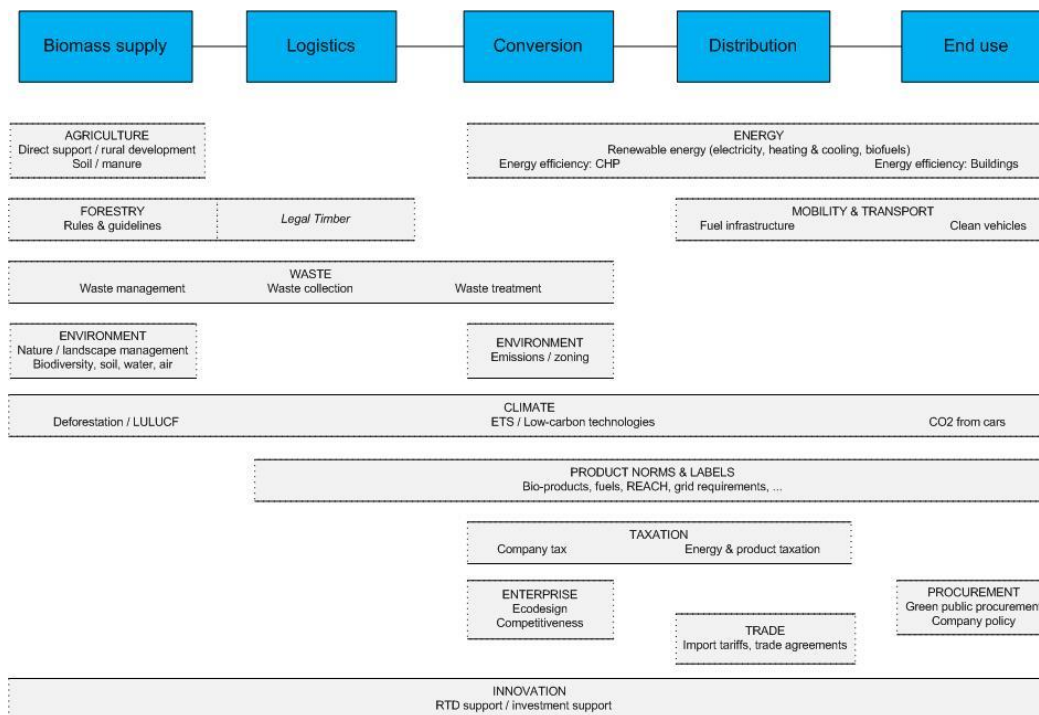 Biomass supply
Logistics
Conversion
Distribution
End use
AGRICULTURE
Direct support / rural development
Soil / manure
ENERGY
Renewable energy (electricity, heating & cooling, biofuels)
Energy efficiency: CHP
Energy efficiency: Buildings
FORESTRY
Rules & guidelines
Legal Timber
MOBILITY & TRANSPORT
Fuel infrastructure
Clean vehicles
WASTE
Waste management
Waste collection
Waste treatment
ENVIRONMENT
Nature / landscape management
Biodiversity, soil, water, air
ENVIRONMENT
Emissions / zoning
CLIMATE
Deforestation / LULUCF
ETS / Low-carbon technologies
CO2 from cars
PRODUCT NORMS & LABELS
Bio-products, fuels, REACH, grid requirements, ...
TAXATION
Company tax
Energy & product taxation
ENTERPRISE
Ecodesign
Competitiveness
TRADE
Import tariffs, trade agreements
PROCUREMENT
Green public procurement
Company policy
INNOVATION
RTD support / investment support